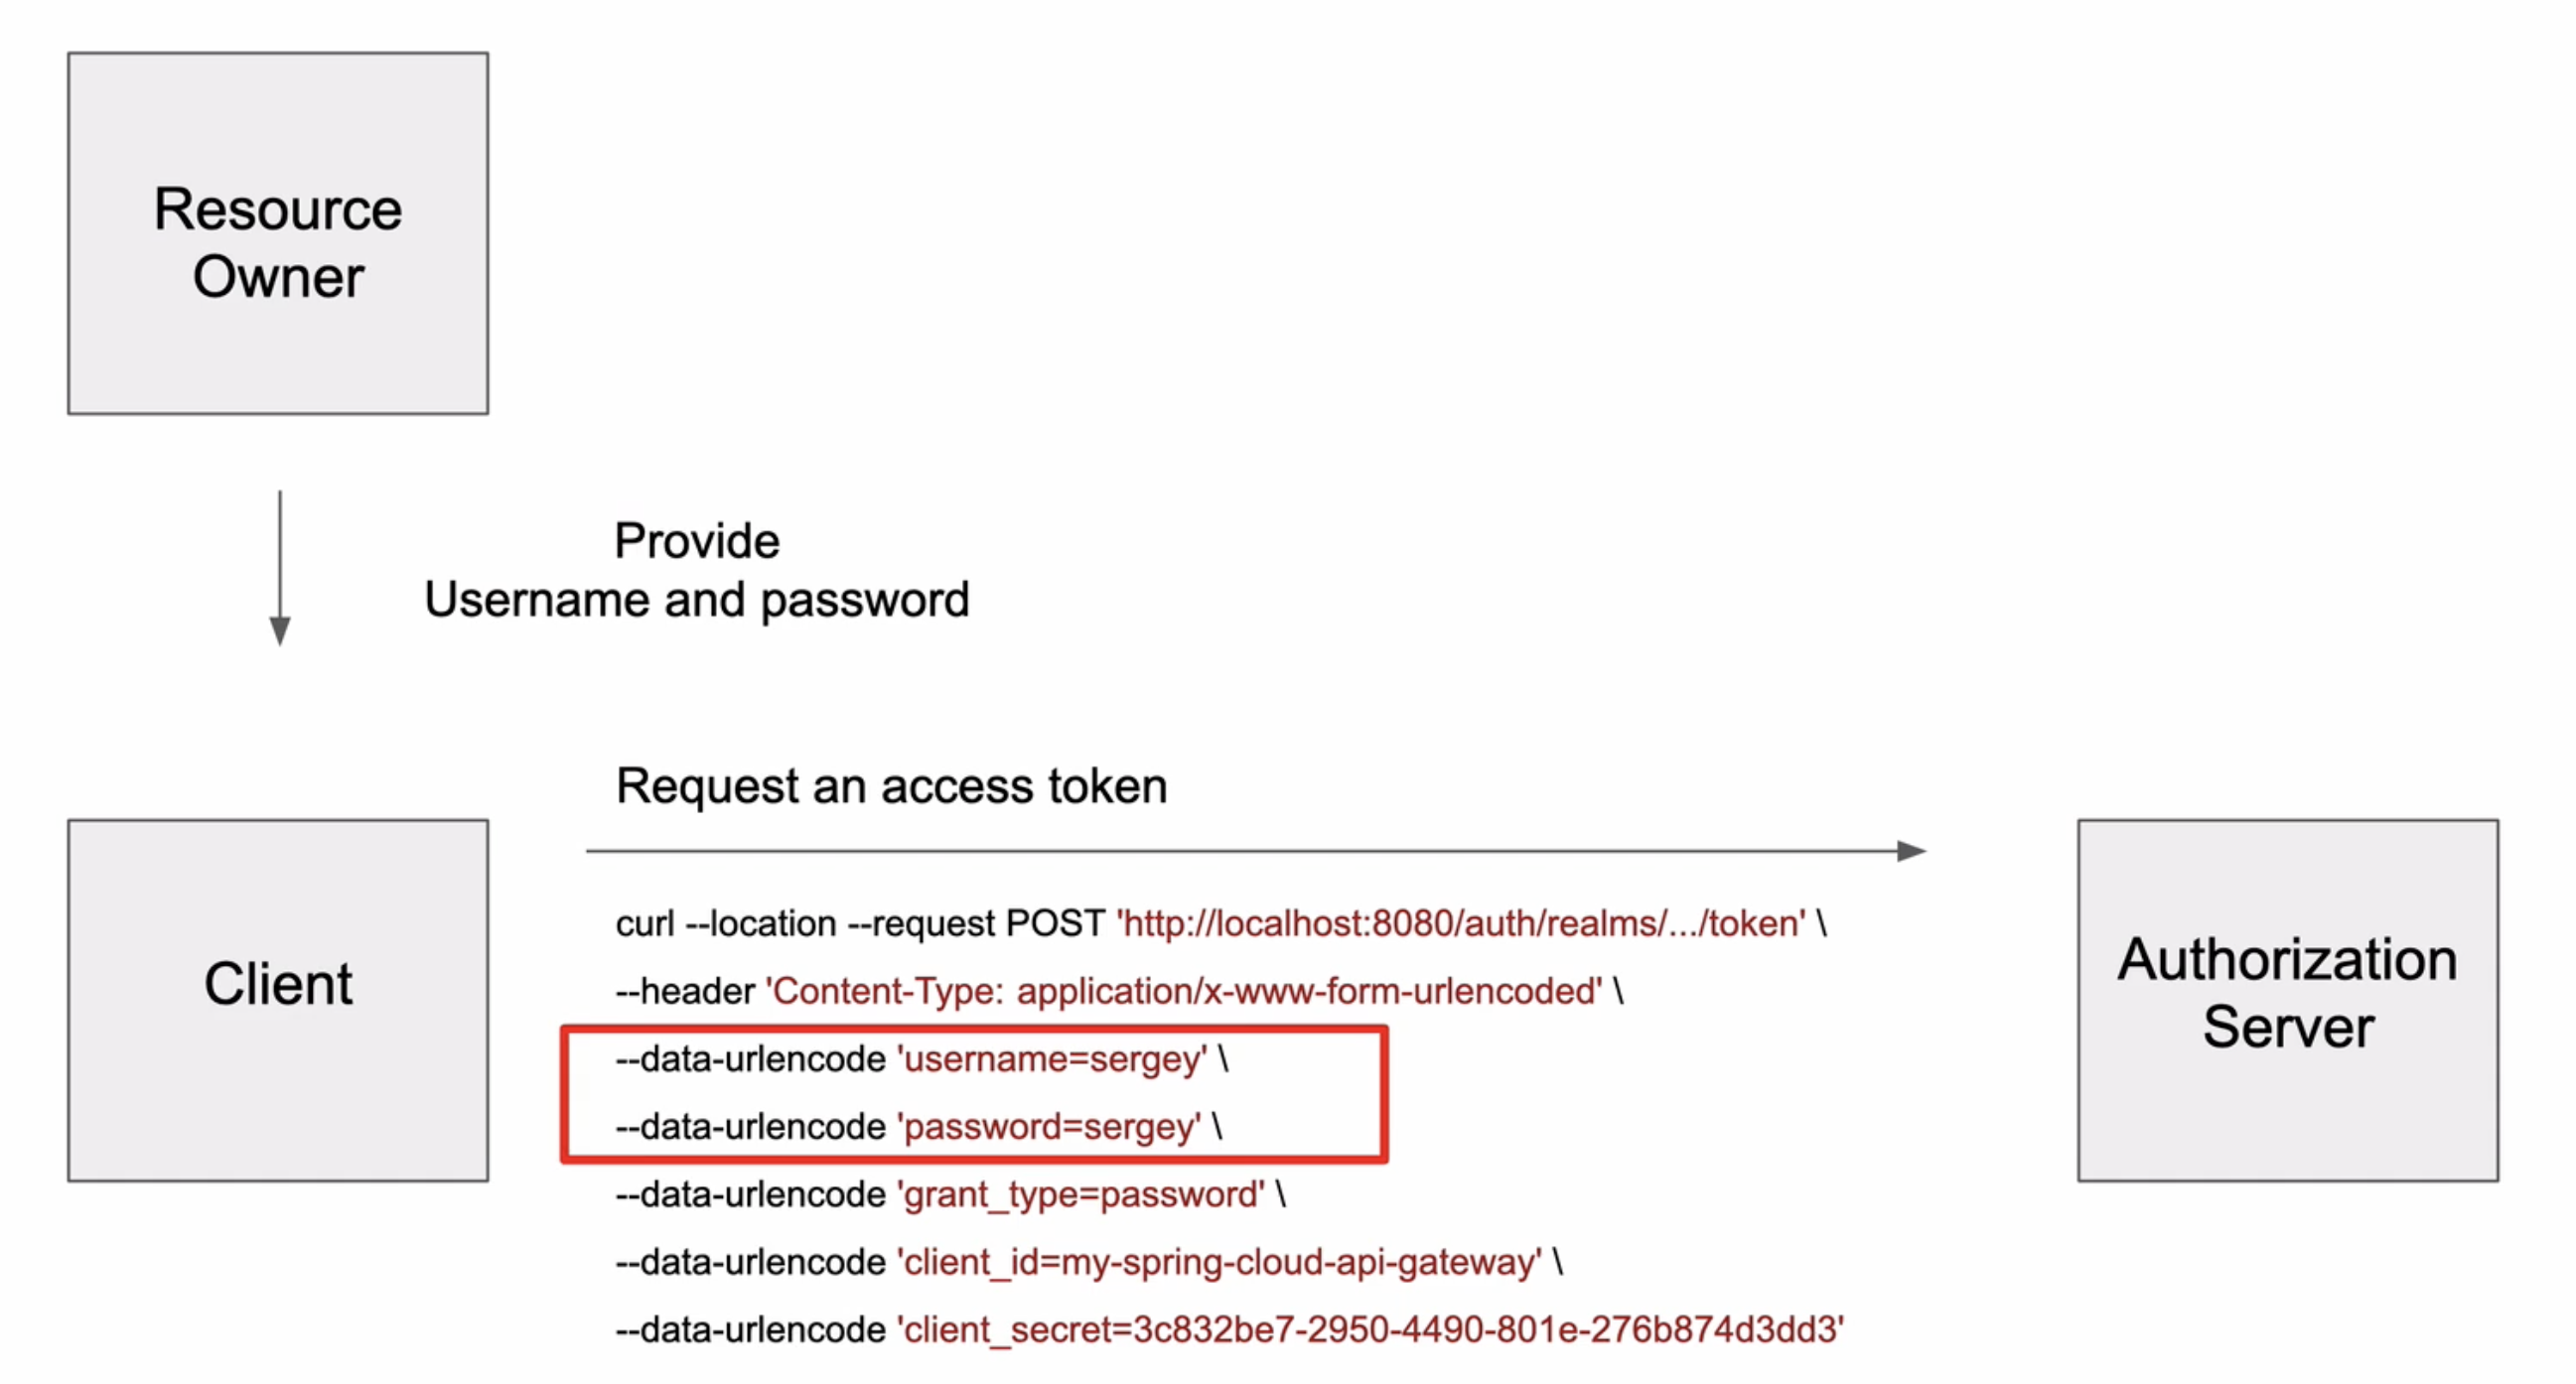 Resource
Owner
Provide
Username and password
Request an access token
curl --location --request POST 'http://localhost:8080/auth/realms/.../token' \
--header 'Content-Type: application/x-www-form-urlencoded' \
--data-urlencode 'username=sergey' \
--data-urlencode 'password=sergey' \
--data-urlencode 'grant_type=password' \
--data-urlencode 'client_id=my-spring-cloud-api-gateway' \
--data-urlencode 'client_secret=3c832be7-2950-4490-801e-276b874d3dd3'
Client
Authorization
Server